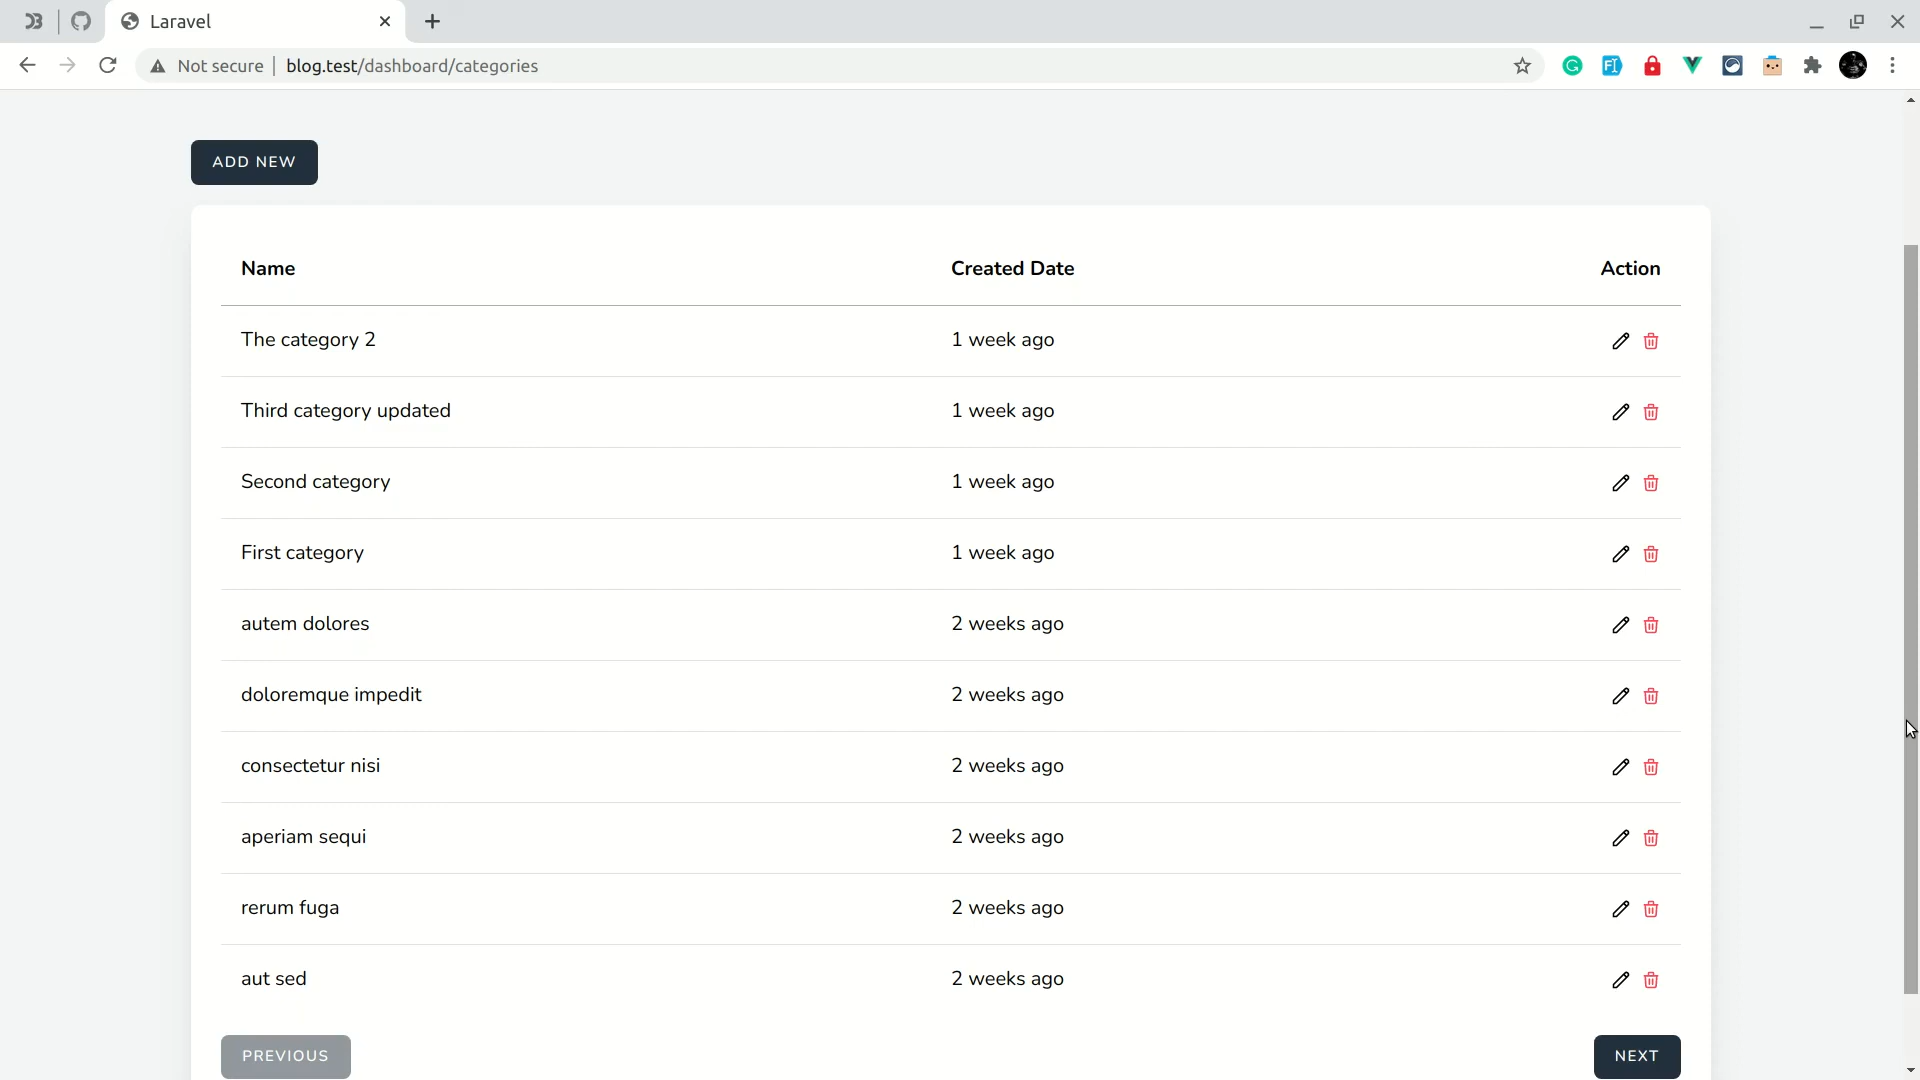 Laravel
Not secure | blog.test/dashboard/categories
ADD NEW
Name Created Date Action
The category 2 1 week ago
Third category updated 1 week ago
Second category 1 week ago
First category 1 week ago
autem dolores 2 weeks ago
doloremque impedit 2 weeks ago
consectetur nisi 2 weeks ago
aperiam sequi 2 weeks ago
rerum fuga 2 weeks ago
aut sed 2 weeks ago
PREVIOUS NEXT